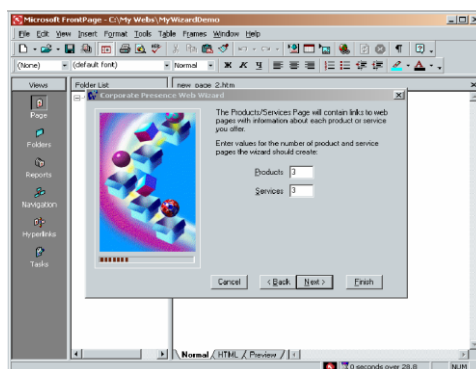 Microsoft FrontPage - C:\My Webs\MyWizardDemo
File Edit View Insert Format Tools Table Frames Window Help
(None) (default font) Normal Ж К Ч
Views Folder List new_page_2.htm
Corporate Presence Web Wizard
The Products/Services Page will contain links to web
pages with information about each product or service
you offer.
Enter values for the number of product and service
pages the wizard should create:
Products 3
Services 3
Page
Folders
Reports
Navigation
Hyperlinks
Tasks
Cancel < Back Next > Finish
Normal HTML Preview
0 seconds over 28.8 NUM